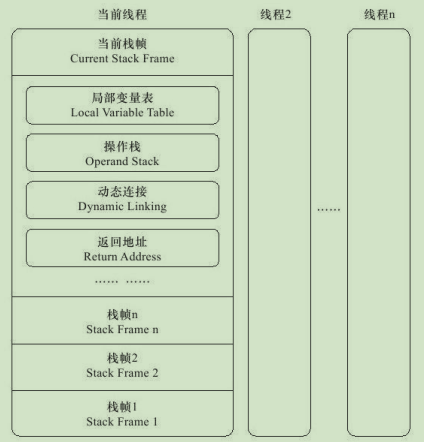 当前线程
线程2
线程n
当前栈帧
Current Stack Frame
局部变量表
Local Variable Table
操作栈
Operand Stack
动态连接
Dynamic Linking
返回地址
Return Address
…… ……
……
栈帧n
Stack Frame n
栈帧2
Stack Frame 2
栈帧1
Stack Frame 1